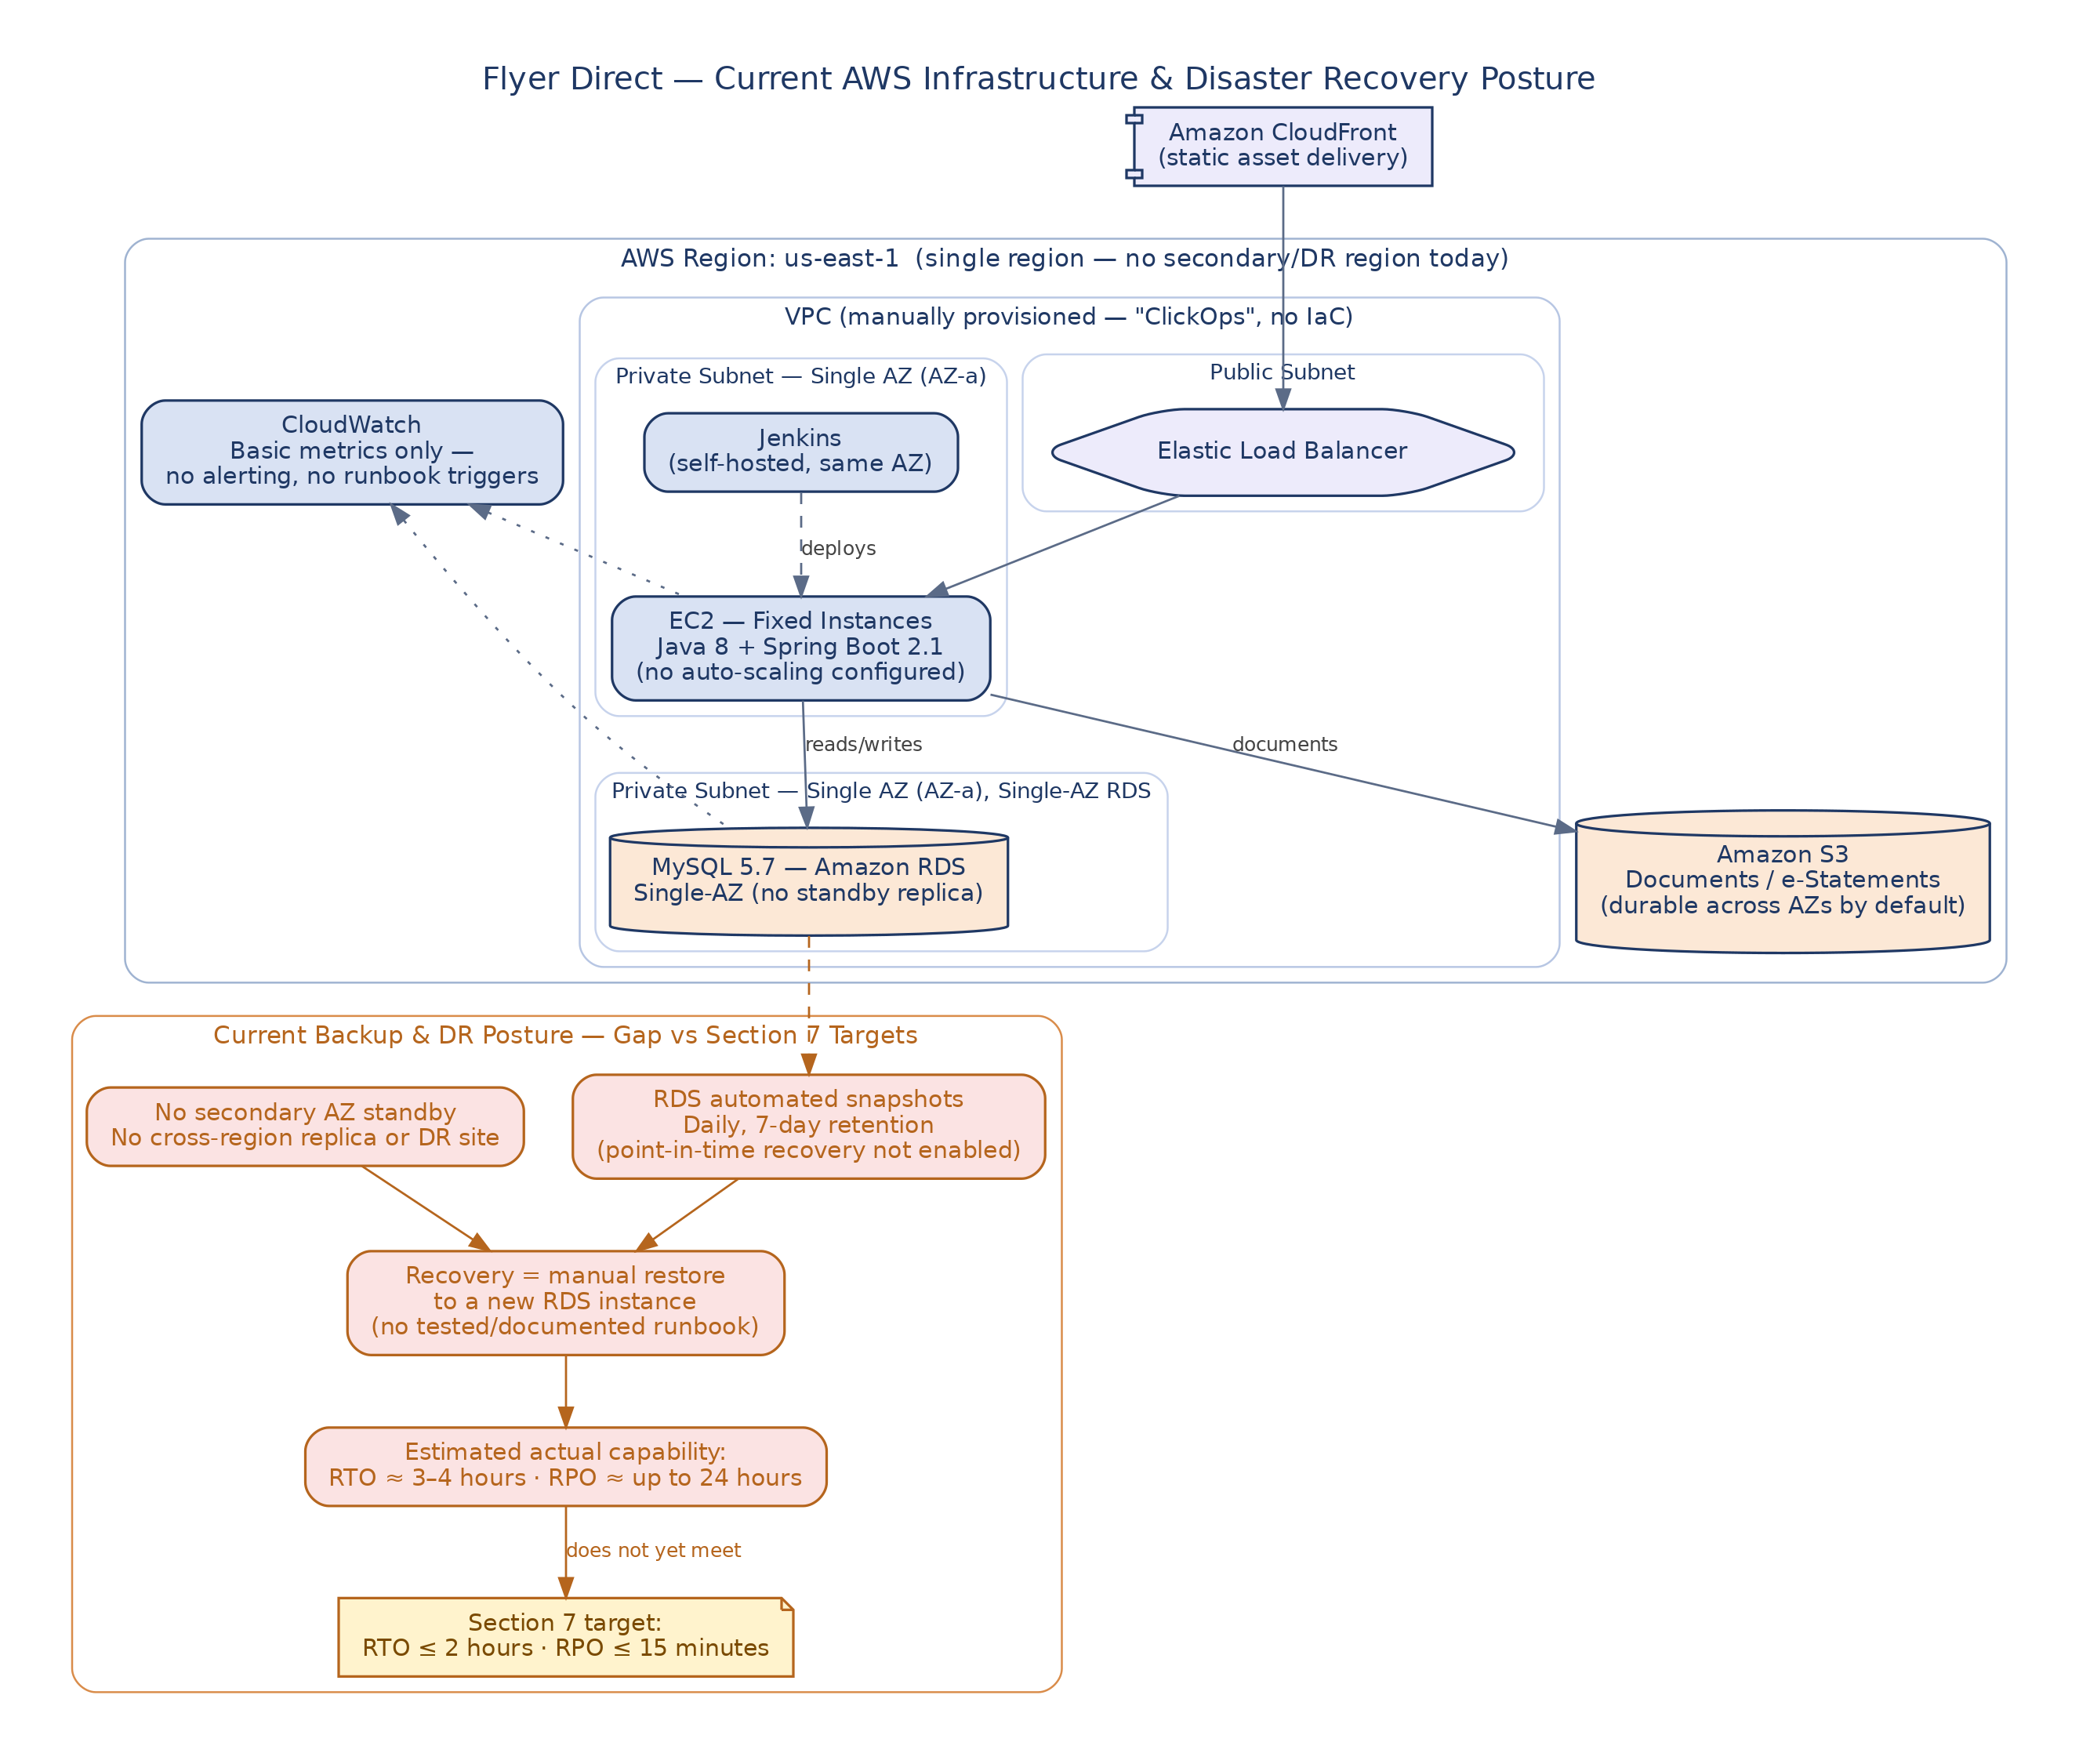 Flyer Direct — Current AWS Infrastructure & Disaster Recovery Posture
Amazon CloudFront
(static asset delivery)
AWS Region: us-east-1  (single region — no secondary/DR region today)
VPC (manually provisioned — "ClickOps", no IaC)
Private Subnet — Single AZ (AZ-a)
Public Subnet
CloudWatch
Basic metrics only —
no alerting, no runbook triggers
Jenkins
(self-hosted, same AZ)
Elastic Load Balancer
deploys
EC2 — Fixed Instances
Java 8 + Spring Boot 2.1
(no auto-scaling configured)
reads/writes
documents
Private Subnet — Single AZ (AZ-a), Single-AZ RDS
MySQL 5.7 — Amazon RDS
Single-AZ (no standby replica)
Amazon S3
Documents / e-Statements
(durable across AZs by default)
Current Backup & DR Posture — Gap vs Section 7 Targets
No secondary AZ standby
No cross-region replica or DR site
RDS automated snapshots
Daily, 7-day retention
(point-in-time recovery not enabled)
Recovery = manual restore
to a new RDS instance
(no tested/documented runbook)
Estimated actual capability:
RTO ≈ 3–4 hours · RPO ≈ up to 24 hours
does not yet meet
Section 7 target:
RTO ≤ 2 hours · RPO ≤ 15 minutes